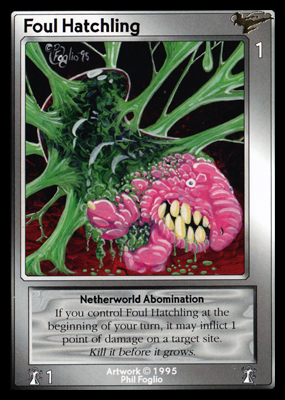 Foul Hatchling
1
© Foglio 95
Netherworld Abomination
If you control Foul Hatchling at the
beginning of your turn, it may inflict 1
point of damage on a target site.
Kill it before it grows.
1
Artwork © 1995
Phil Foglio
1